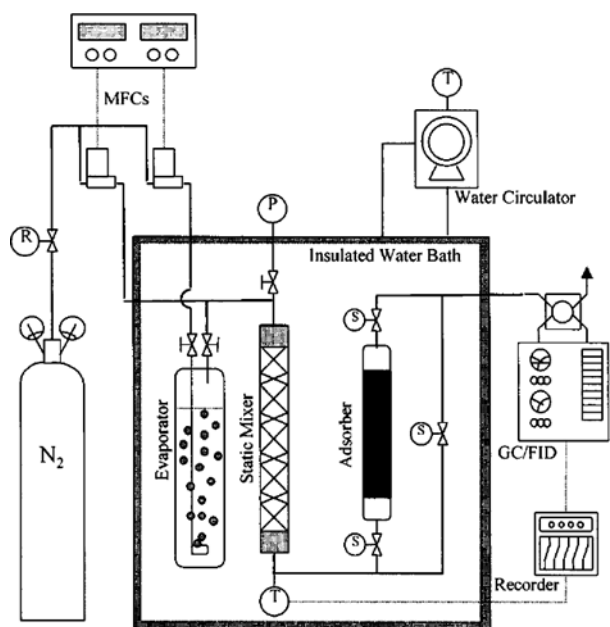 MFCs
T
Water Circulator
P
R
Insulated Water Bath
S
S
S
N2
Evaporator
Static Mixer
Adsorber
GC/FID
T
Recorder